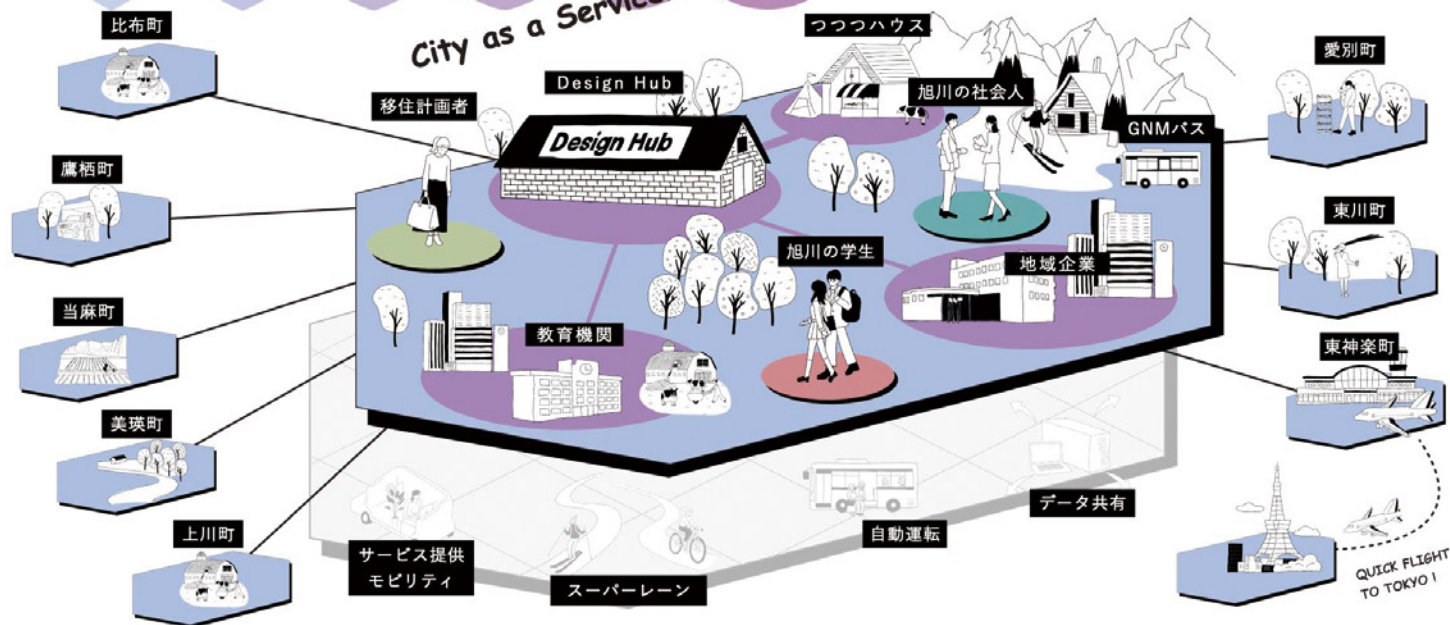 City as a Service
つつつハウス
比布町
愛別町
Design Hub
旭川の社会人
移住計画者
GNMバス
Design Hub
鷹栖町
東川町
旭川の学生
地域企業
当麻町
教育機関
東神楽町
美瑛町
データ共有
上川町
自動運転
サービス提供
モビリティ
スーパーレーン
QUICK FLIGHT
TO TOKYO!